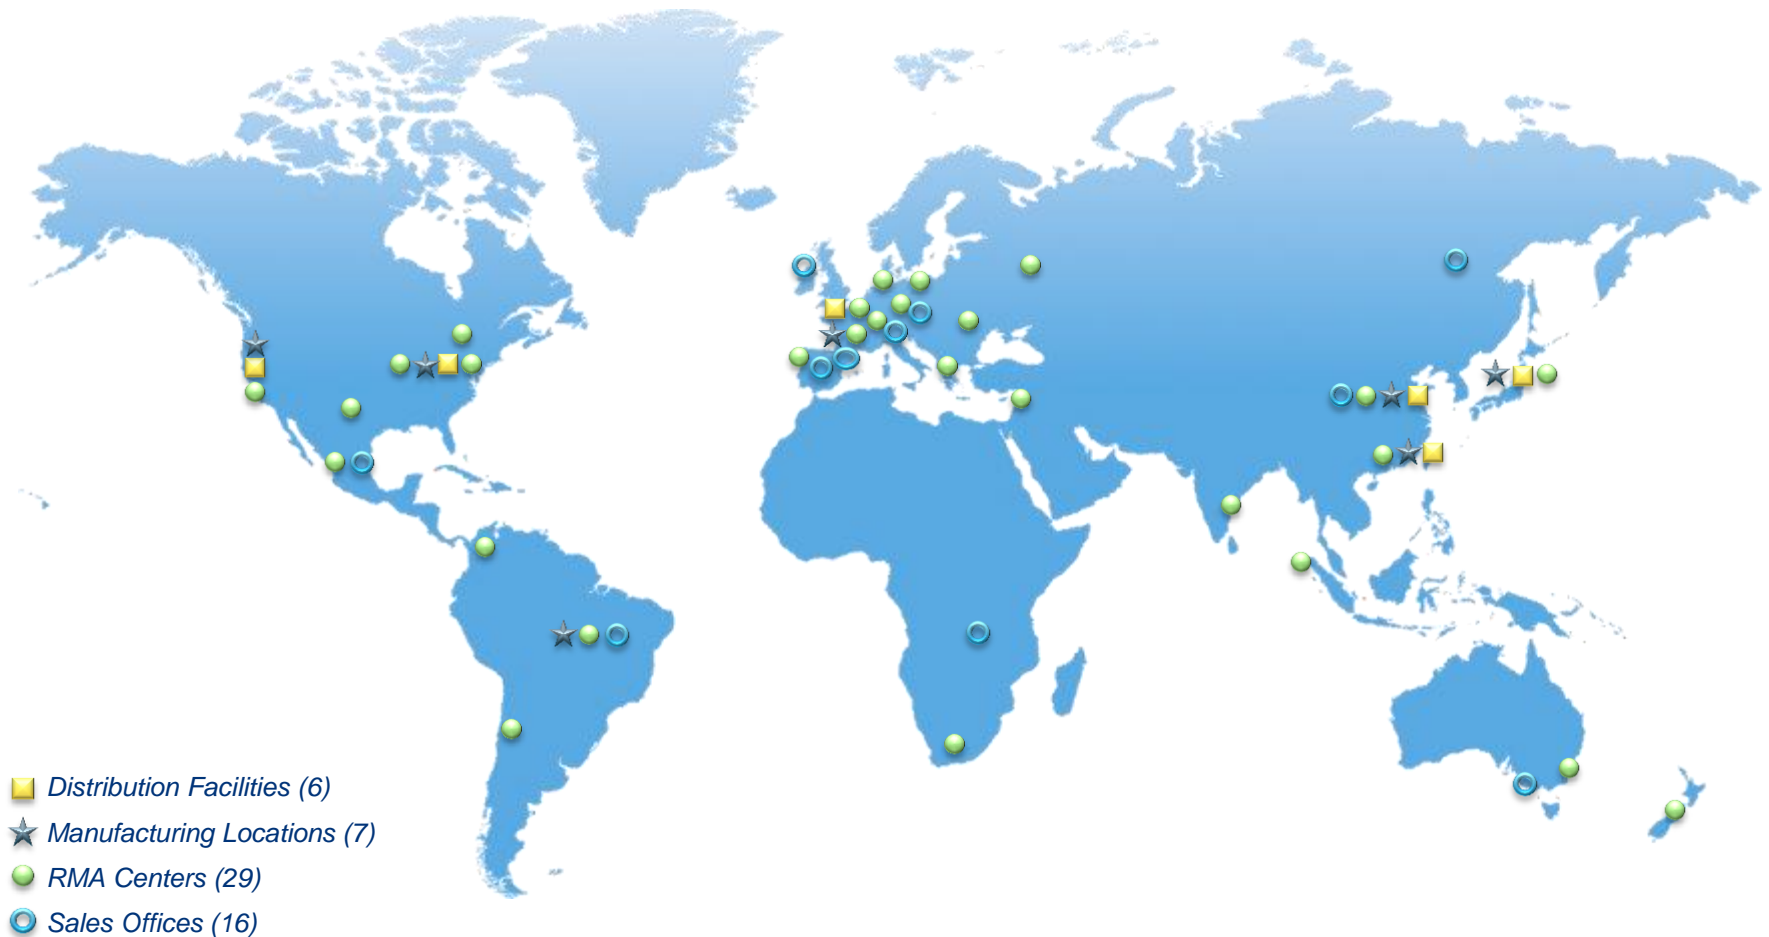 Distribution Facilities (6)
Manufacturing Locations (7)
RMA Centers (29)
Sales Offices (16)